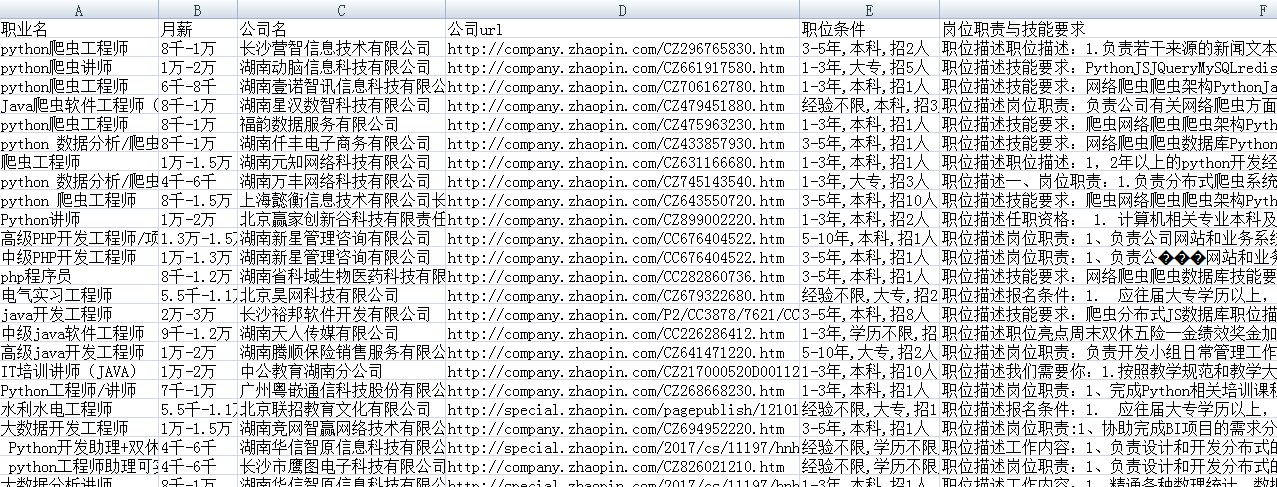 A B C D E F
职业名 月薪 公司名 公司url 职位条件 岗位职责与技能要求
python爬虫工程师 8千-1万 长沙营智信息技术有限公司 http://company.zhaopin.com/CZ296765830.htm 3-5年,本科,招2人 职位描述职位描述：1.负责若干来源的新闻文本
python爬虫讲师 1万-2万 湖南动脑信息科技有限公司 http://company.zhaopin.com/CZ661917580.htm 1-3年,大专,招5人 职位描述技能要求：PythonJSJQueryMySQLredis
python爬虫工程师 6千-8千 湖南壹诺智讯信息科技有限公 http://company.zhaopin.com/CZ706162780.htm 1-3年,本科,招1人 职位描述技能要求：网络爬虫爬虫架构PythonJa
Java爬虫软件工程师（ 8千-1万 湖南星汉数智科技有限公司 http://company.zhaopin.com/CZ479451880.htm 经验不限,本科,招3 职位描述岗位职责：负责公司有关网络爬虫方面
python爬虫工程师 8千-1万 福韵数据服务有限公司 http://company.zhaopin.com/CZ475963230.htm 1-3年,本科,招1人 职位描述技能要求：爬虫网络爬虫爬虫架构Pyth
python 数据分析/爬虫 8千-1万 湖南仟丰电子商务有限公司 http://company.zhaopin.com/CZ433857930.htm 3-5年,本科,招1人 职位描述技能要求：网络爬虫爬虫数据库Python
爬虫工程师 1万-1.5万 湖南元知网络科技有限公司 http://company.zhaopin.com/CZ631166680.htm 1-3年,本科,招1人 职位描述职位描述：1，2年以上的python开发经
python 数据分析/爬虫 4千-6千 湖南万丰网络科技有限公司 http://company.zhaopin.com/CZ745143540.htm 1-3年,大专,招3人 职位描述一、岗位职责：1.负责分布式爬虫系统
python 爬虫工程师 8千-1.5万 上海懿衡信息技术有限公司长 http://company.zhaopin.com/CZ643550720.htm 3-5年,本科,招10人 职位描述技能要求：爬虫网络爬虫爬虫架构Pyth
Python讲师 1万-2万 北京赢家创新谷科技有限责任 http://company.zhaopin.com/CZ899002220.htm 1-3年,本科,招2人 职位描述任职资格： 1. 计算机相关专业本科及
高级PHP开发工程师/项 1.3万-1.5万 湖南新星管理咨询有限公司 http://company.zhaopin.com/CC676404522.htm 5-10年,本科,招1人 职位描述岗位职责：1、负责公司网站和业务系统
中级PHP开发工程师 1万-1.3万 湖南新星管理咨询有限公司 http://company.zhaopin.com/CC676404522.htm 3-5年,本科,招1人 职位描述岗位职责：1、负责公���网站和业务
php程序员 8千-1.2万 湖南省科域生物医药科技有限 http://company.zhaopin.com/CC282860736.htm 3-5年,本科,招1人 职位描述技能要求：网络爬虫爬虫数据库技能要
电气实习工程师 5.5千-1.1万 北京昊网科技有限公司 http://company.zhaopin.com/CZ679322680.htm 经验不限,大专,招2 职位描述报名条件：1. 应往届大专学历以上，
java开发工程师 2万-3万 长沙裕邦软件开发有限公司 http://company.zhaopin.com/P2/CC3878/7621/CC 3-5年,本科,招8人 职位描述技能要求：爬虫分布式JS数据库职位描
中级java软件工程师 9千-1.2万 湖南天人传媒有限公司 http://company.zhaopin.com/CC226286412.htm 1-3年,学历不限,招 职位描述职位亮点周末双休五险一金绩效奖金加
高级java开发工程师 1万-2万 湖南腾顺保险销售服务有限公 http://company.zhaopin.com/CZ641471220.htm 5-10年,大专,招2人 职位描述岗位职责：负责开发小组日常管理工作
IT培训讲师（JAVA） 1万-2万 中公教育湖南分公司 http://company.zhaopin.com/CZ217000520D00112 1-3年,本科,招10人 职位描述我们需要你：1.按照教学规范和教学大
Python工程师/讲师 7千-1万 广州粤嵌通信科技股份有限公 http://company.zhaopin.com/CZ268668230.htm 1-3年,本科,招1人 职位描述岗位职责：1、完成Python相关培训课程
水利水电工程师 5.5千-1.1万 北京联招教育文化有限公司 http://special.zhaopin.com/pagepublish/12101 经验不限,大专,招1 职位描述报名条件：1. 应往届大专学历以上，
大数据开发工程师 1万-1.5万 湖南竞网智赢网络技术有限公 http://company.zhaopin.com/CZ694952220.htm 3-5年,本科,招2人 职位描述岗位职责:1、协助完成BI项目的需求分
Python开发助理+双休 4千-6千 湖南华信智原信息科技有限公 http://special.zhaopin.com/2017/cs/11197/hnh 经验不限,学历不限 职位描述工作内容：1、负责设计和开发分布式的
python工程师助理可 4千-6千 长沙市鹰图电子科技有限公司 http://company.zhaopin.com/CZ826021210.htm 经验不限,学历不限 职位描述岗位职责：1、负责设计和开发分布式的
大数据分析讲师 8千-1万 湖南华信智原信息科技有限公 http://special.zhaopin.com/2017/cs/11197/hnh 1-3年,本科,招1人 职位描述工作内容：1、精通各种数理统计、数据